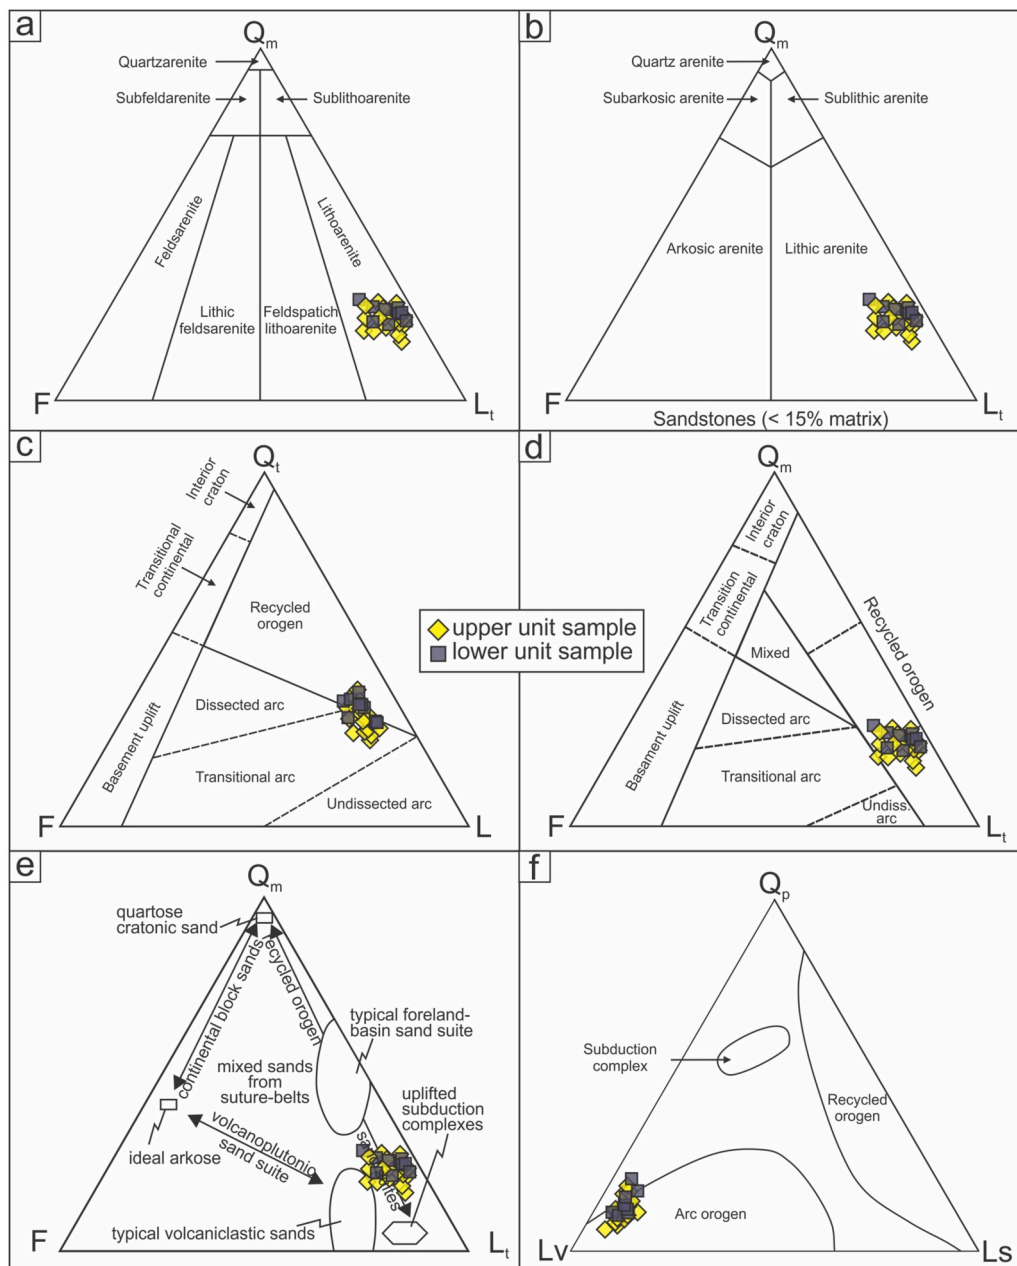 a
Qm
Quartzarenite
Subfeldarenite
Sublithoarenite
Feldsarenite
Lithoarenite
Lithic
feldsarenite
Feldspatich
lithoarenite
F
Lt
b
Qm
Quartz arenite
Subarkosic arenite
Sublithic arenite
Arkosic arenite
Lithic arenite
F
Lt
Sandstones (< 15% matrix)
c
Qt
Interior
craton
Transitional
continental
Recycled
orogen
Dissected arc
Basement uplift
Transitional arc
Undissected arc
F
L
d
Qm
Interior
craton
Transition
continental
Recycled orogen
Mixed
Dissected arc
Basament uplift
Transitional arc
Undiss.
arc
F
Lt
upper unit sample
lower unit sample
e
Qm
quartose
cratonic sand
continental block sands
recycled orogen
typical foreland-
basin sand suite
mixed sands
from
suture-belts
uplifted
subduction
complexes
ideal arkose
volcanoplutonic
sand suite
typical volcaniclastic sands
F
Lt
f
Qp
Subduction
complex
Recycled
orogen
Arc orogen
Lv
Ls